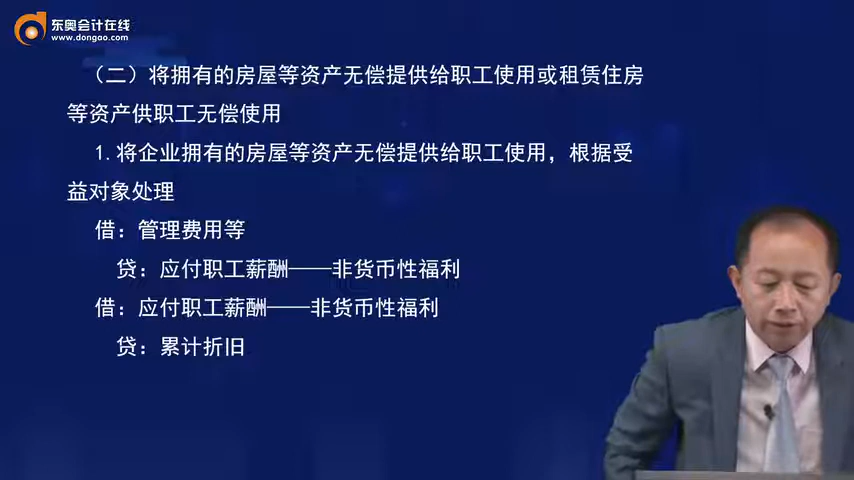 东奥会计在线
www.dongao.com
（二）将拥有的房屋等资产无偿提供给职工使用或租赁住房
等资产供职工无偿使用
1.将企业拥有的房屋等资产无偿提供给职工使用，根据受
益对象处理
借：管理费用等
贷：应付职工薪酬——非货币性福利
借：应付职工薪酬——非货币性福利
贷：累计折旧